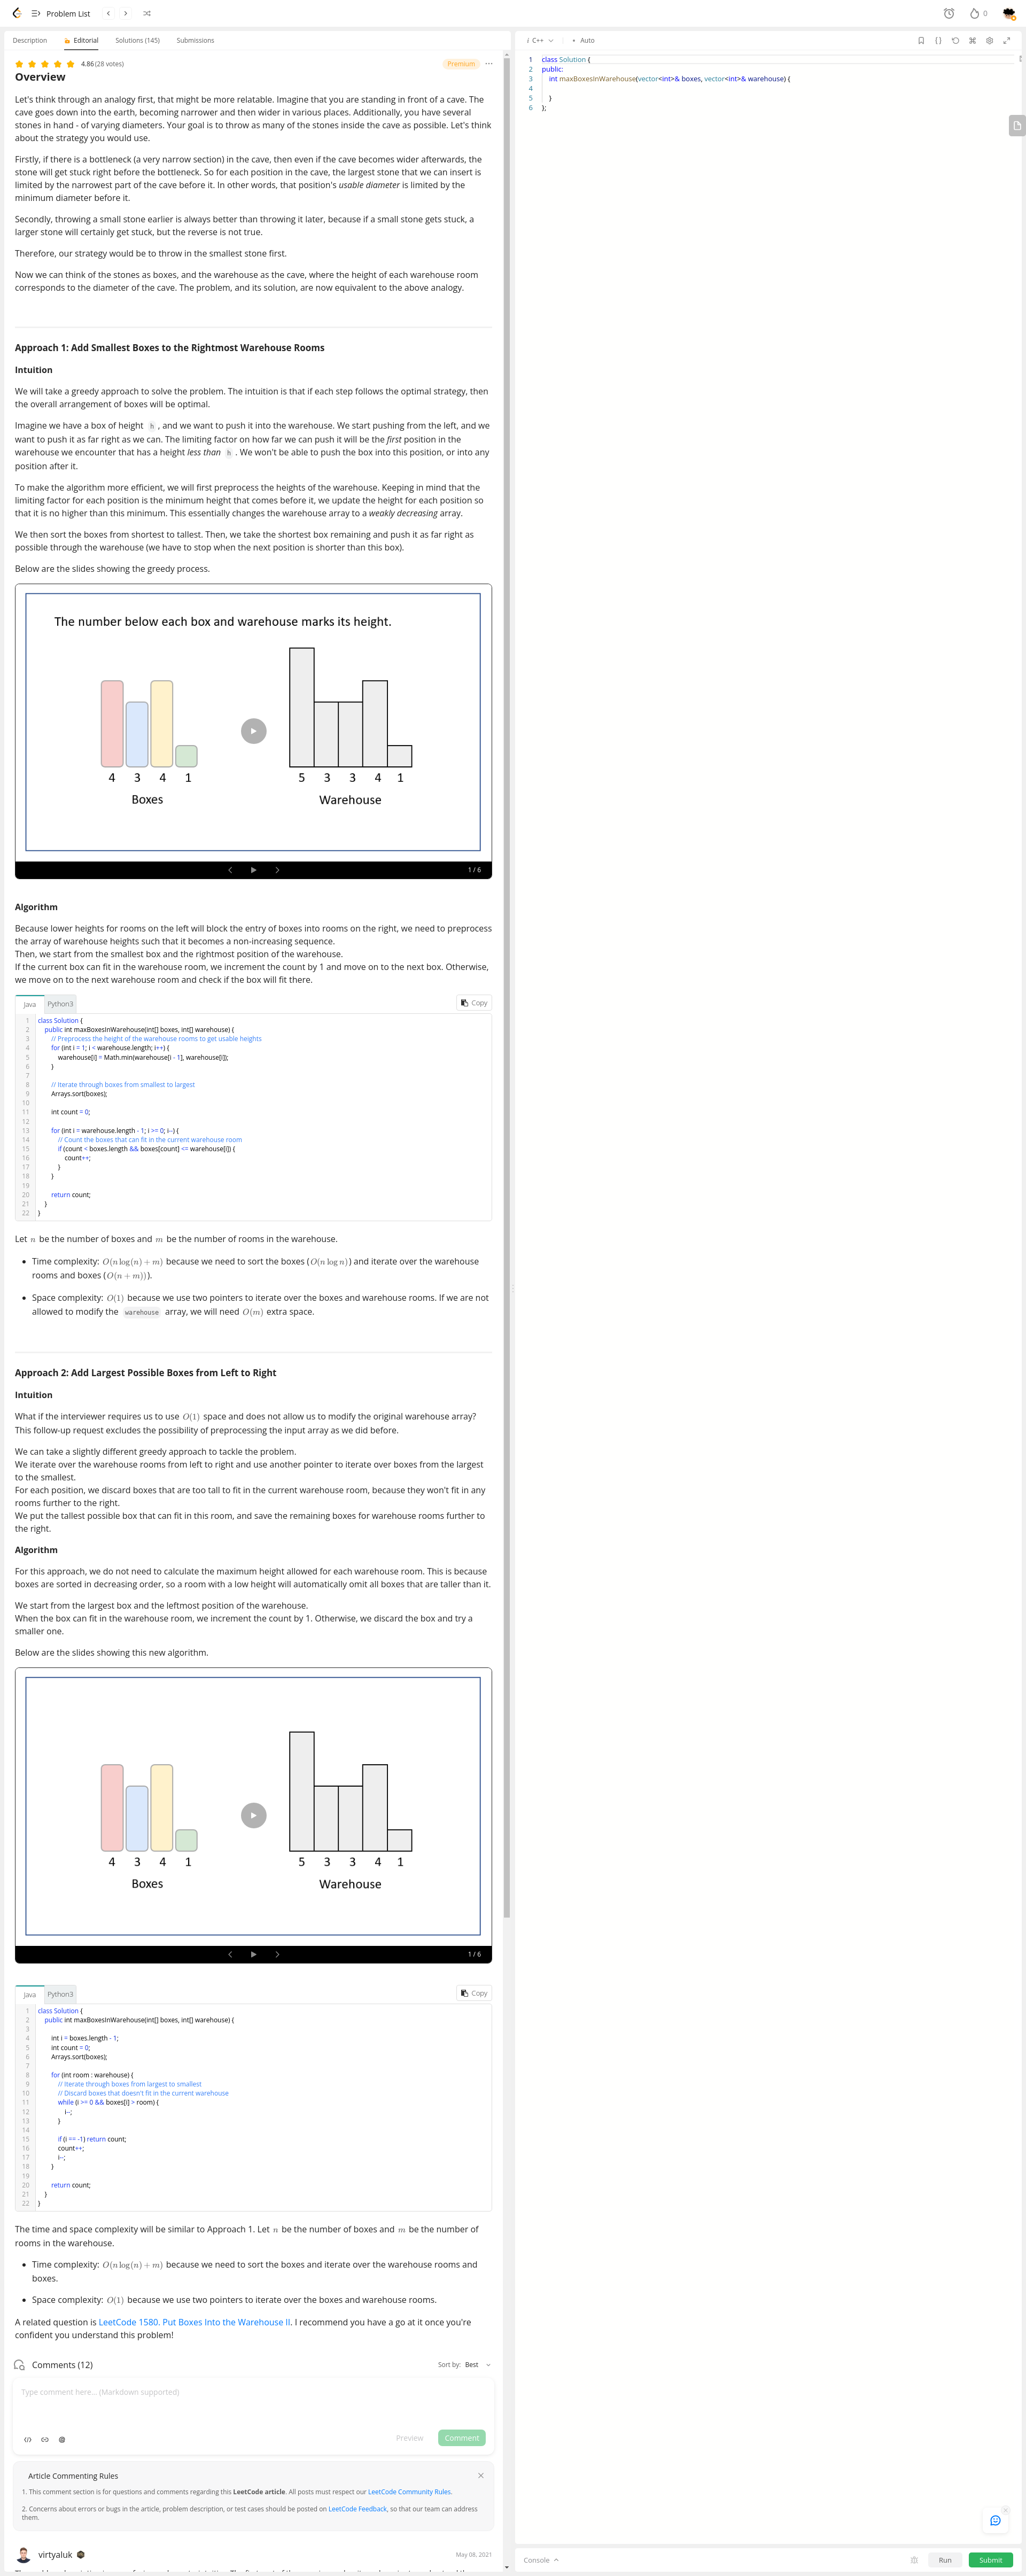 Problem List
0
Description
Editorial
Solutions (145)
Submissions
4.86 (28 votes)
Premium
Overview
Let's think through an analogy first, that might be more relatable. Imagine that you are standing in front of a cave. The
cave goes down into the earth, becoming narrower and then wider in various places. Additionally, you have several
stones in hand - of varying diameters. Your goal is to throw as many of the stones inside the cave as possible. Let's think
about the strategy you would use.
Firstly, if there is a bottleneck (a very narrow section) in the cave, then even if the cave becomes wider afterwards, the
stone will get stuck right before the bottleneck. So for each position in the cave, the largest stone that we can insert is
limited by the narrowest part of the cave before it. In other words, that position's usable diameter is limited by the
minimum diameter before it.
Secondly, throwing a small stone earlier is always better than throwing it later, because if a small stone gets stuck, a
larger stone will certainly get stuck, but the reverse is not true.
Therefore, our strategy would be to throw in the smallest stone first.
Now we can think of the stones as boxes, and the warehouse as the cave, where the height of each warehouse room
corresponds to the diameter of the cave. The problem, and its solution, are now equivalent to the above analogy.
Approach 1: Add Smallest Boxes to the Rightmost Warehouse Rooms
Intuition
We will take a greedy approach to solve the problem. The intuition is that if each step follows the optimal strategy, then
the overall arrangement of boxes will be optimal.
Imagine we have a box of height h , and we want to push it into the warehouse. We start pushing from the left, and we
want to push it as far right as we can. The limiting factor on how far we can push it will be the first position in the
warehouse we encounter that has a height less than h . We won't be able to push the box into this position, or into any
position after it.
To make the algorithm more efficient, we will first preprocess the heights of the warehouse. Keeping in mind that the
limiting factor for each position is the minimum height that comes before it, we update the height for each position so
that it is no higher than this minimum. This essentially changes the warehouse array to a weakly decreasing array.
We then sort the boxes from shortest to tallest. Then, we take the shortest box remaining and push it as far right as
possible through the warehouse (we have to stop when the next position is shorter than this box).
Below are the slides showing the greedy process.
The number below each box and warehouse marks its height.
4 3 4 1
5 3 3 4 1
Boxes
Warehouse
1 / 6
Algorithm
Because lower heights for rooms on the left will block the entry of boxes into rooms on the right, we need to preprocess
the array of warehouse heights such that it becomes a non-increasing sequence.
Then, we start from the smallest box and the rightmost position of the warehouse.
If the current box can fit in the warehouse room, we increment the count by 1 and move on to the next box. Otherwise,
we move on to the next warehouse room and check if the box will fit there.
Java
Python3
Copy
1 class Solution {
2 public int maxBoxesInWarehouse(int[] boxes, int[] warehouse) {
3 // Preprocess the height of the warehouse rooms to get usable heights
4 for (int i = 1; i < warehouse.length; i++) {
5 warehouse[i] = Math.min(warehouse[i - 1], warehouse[i]);
6 }
7
8 // Iterate through boxes from smallest to largest
9 Arrays.sort(boxes);
10
11 int count = 0;
12
13 for (int i = warehouse.length - 1; i >= 0; i--) {
14 // Count the boxes that can fit in the current warehouse room
15 if (count < boxes.length && boxes[count] <= warehouse[i]) {
16 count++;
17 }
18 }
19
20 return count;
21 }
22 }
Let n be the number of boxes and m be the number of rooms in the warehouse.
• Time complexity: O(n log(n) + m) because we need to sort the boxes (O(n log n)) and iterate over the warehouse
rooms and boxes (O(n + m))).
• Space complexity: O(1) because we use two pointers to iterate over the boxes and warehouse rooms. If we are not
allowed to modify the warehouse array, we will need O(m) extra space.
Approach 2: Add Largest Possible Boxes from Left to Right
Intuition
What if the interviewer requires us to use O(1) space and does not allow us to modify the original warehouse array?
This follow-up request excludes the possibility of preprocessing the input array as we did before.
We can take a slightly different greedy approach to tackle the problem.
We iterate over the warehouse rooms from left to right and use another pointer to iterate over boxes from the largest
to the smallest.
For each position, we discard boxes that are too tall to fit in the current warehouse room, because they won't fit in any
rooms further to the right.
We put the tallest possible box that can fit in this room, and save the remaining boxes for warehouse rooms further to
the right.
Algorithm
For this approach, we do not need to calculate the maximum height allowed for each warehouse room. This is because
boxes are sorted in decreasing order, so a room with a low height will automatically omit all boxes that are taller than it.
We start from the largest box and the leftmost position of the warehouse.
When the box can fit in the warehouse room, we increment the count by 1. Otherwise, we discard the box and try a
smaller one.
Below are the slides showing this new algorithm.
4 3 4 1
5 3 3 4 1
Boxes
Warehouse
1 / 6
Java
Python3
Copy
1 class Solution {
2 public int maxBoxesInWarehouse(int[] boxes, int[] warehouse) {
3
4 int i = boxes.length - 1;
5 int count = 0;
6 Arrays.sort(boxes);
7
8 for (int room : warehouse) {
9 // Iterate through boxes from largest to smallest
10 // Discard boxes that doesn't fit in the current warehouse
11 while (i >= 0 && boxes[i] > room) {
12 i--;
13 }
14
15 if (i == -1) return count;
16 count++;
17 i--;
18 }
19
20 return count;
21 }
22 }
The time and space complexity will be similar to Approach 1. Let n be the number of boxes and m be the number of
rooms in the warehouse.
• Time complexity: O(n log(n) + m) because we need to sort the boxes and iterate over the warehouse rooms and
boxes.
• Space complexity: O(1) because we use two pointers to iterate over the boxes and warehouse rooms.
A related question is LeetCode 1580. Put Boxes Into the Warehouse II. I recommend you have a go at it once you're
confident you understand this problem!
Comments (12)
Sort by: Best
Type comment here... (Markdown supported)
Preview
Comment
Article Commenting Rules
1. This comment section is for questions and comments regarding this LeetCode article. All posts must respect our LeetCode Community Rules.
2. Concerns about errors or bugs in the article, problem description, or test cases should be posted on LeetCode Feedback, so that our team can address
them.
virtyaluk
May 08, 2021
i C++
Auto
1 class Solution {
2 public:
3 int maxBoxesInWarehouse(vector<int>& boxes, vector<int>& warehouse) {
4
5 }
6 };
Console
Run
Submit